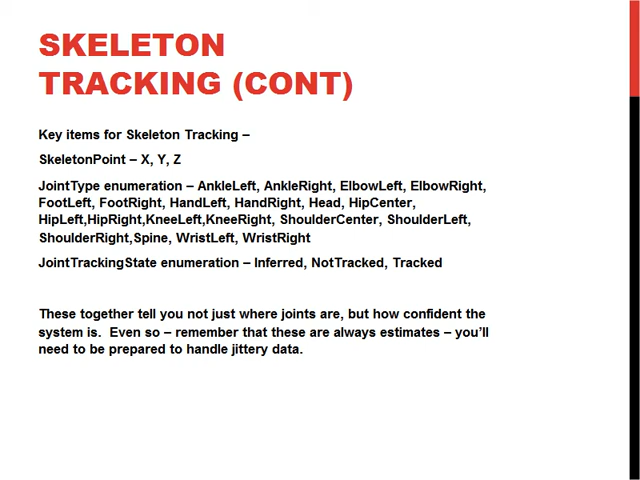 SKELETON
TRACKING (CONT)
Key items for Skeleton Tracking –
SkeletonPoint – X, Y, Z
JointType enumeration – AnkleLeft, AnkleRight, ElbowLeft, ElbowRight,
FootLeft, FootRight, HandLeft, HandRight, Head, HipCenter,
HipLeft,HipRight,KneeLeft,KneeRight, ShoulderCenter, ShoulderLeft,
ShoulderRight,Spine, WristLeft, WristRight
JointTrackingState enumeration – Inferred, NotTracked, Tracked
These together tell you not just where joints are, but how confident the
system is.  Even so – remember that these are always estimates – you’ll
need to be prepared to handle jittery data.